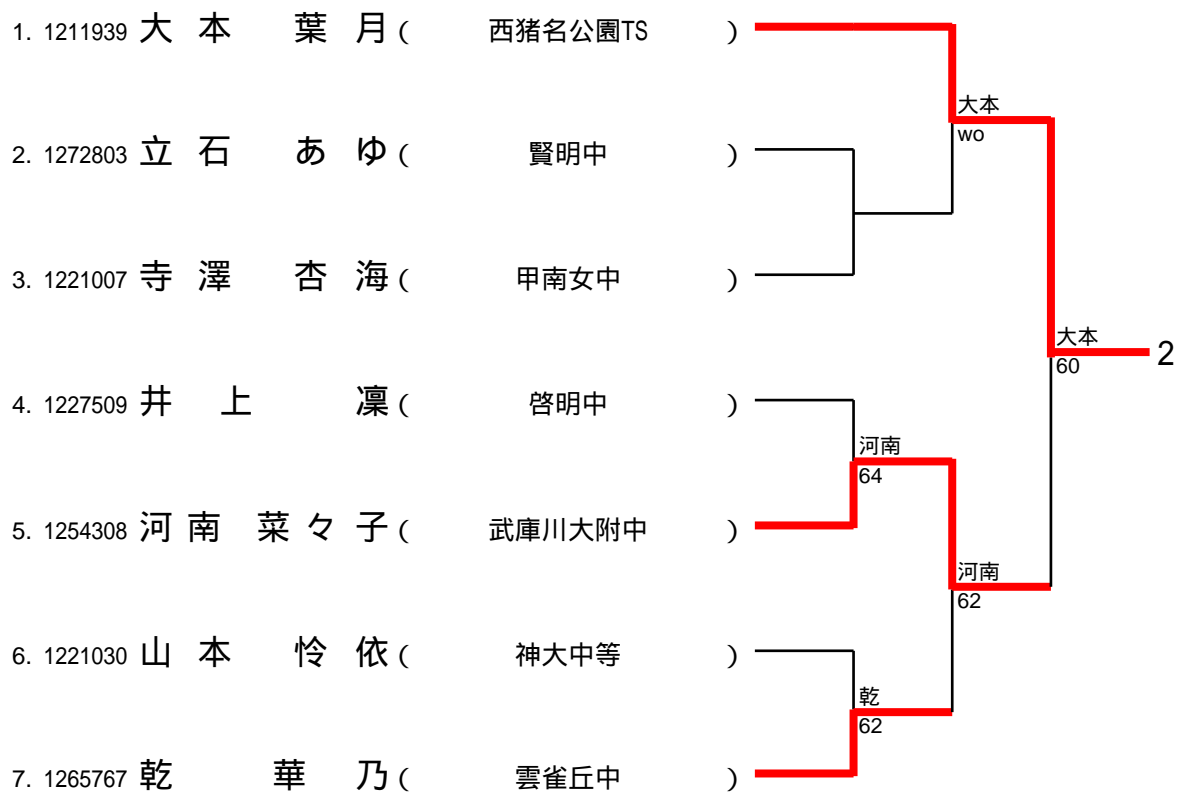 1. 1211939 大本 葉月 ( 西猪名公園TS )
大本
wo
2. 1272803 立石 あゆ ( 賢明中 )
3. 1221007 寺澤 杏海 ( 甲南女中 )
大本
60
2
4. 1227509 井上 凜 ( 啓明中 )
河南
64
5. 1254308 河南 菜々子 ( 武庫川大附中 )
河南
62
6. 1221030 山本 怜依 ( 神大中等 )
乾
62
7. 1265767 乾 華乃 ( 雲雀丘中 )